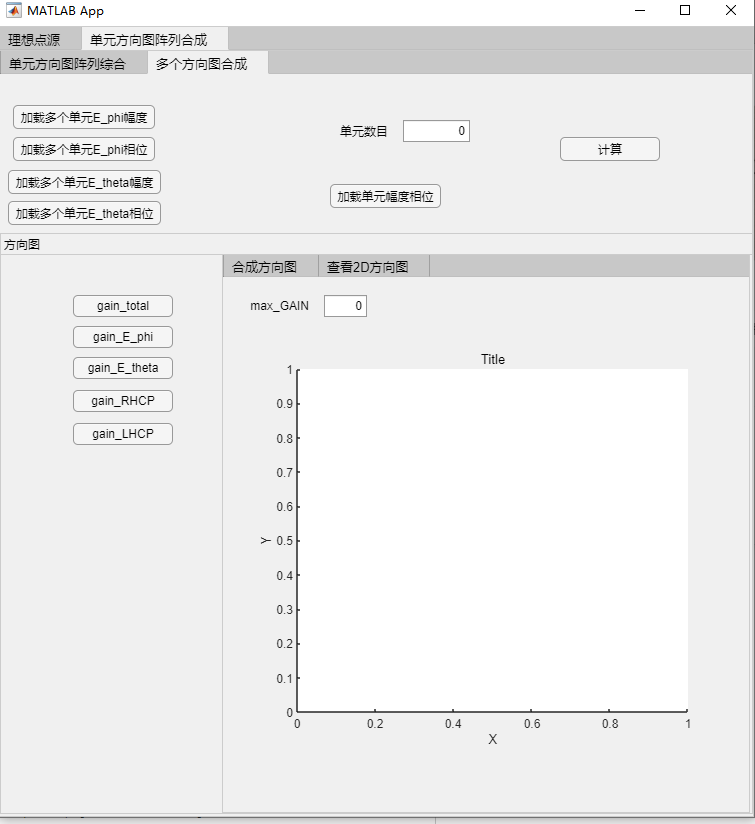 MATLAB App
理想点源 单元方向图阵列合成
单元方向图阵列综合 多个方向图合成
加载多个单元E_phi幅度
加载多个单元E_phi相位
加载多个单元E_theta幅度
加载多个单元E_theta相位
单元数目 0
加载单元幅度相位
计算
方向图
gain_total
gain_E_phi
gain_E_theta
gain_RHCP
gain_LHCP
合成方向图 查看2D方向图
max_GAIN 0
Title
1
0.9
0.8
0.7
0.6
0.5
0.4
0.3
0.2
0.1
0
Y
0 0.2 0.4 0.6 0.8 1
X